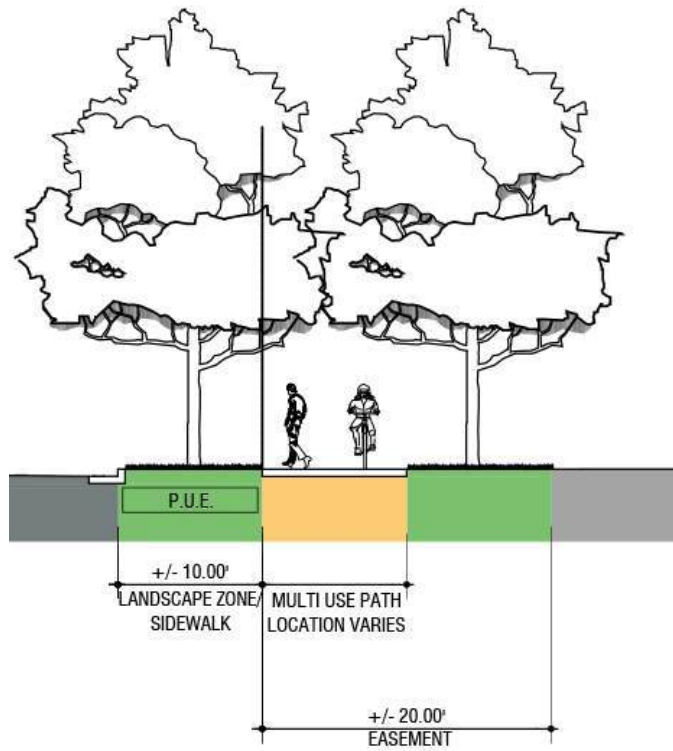 P.U.E.
+/- 10.00'
LANDSCAPE ZONE/
SIDEWALK
MULTI USE PATH
LOCATION VARIES
+/- 20.00'
EASEMENT